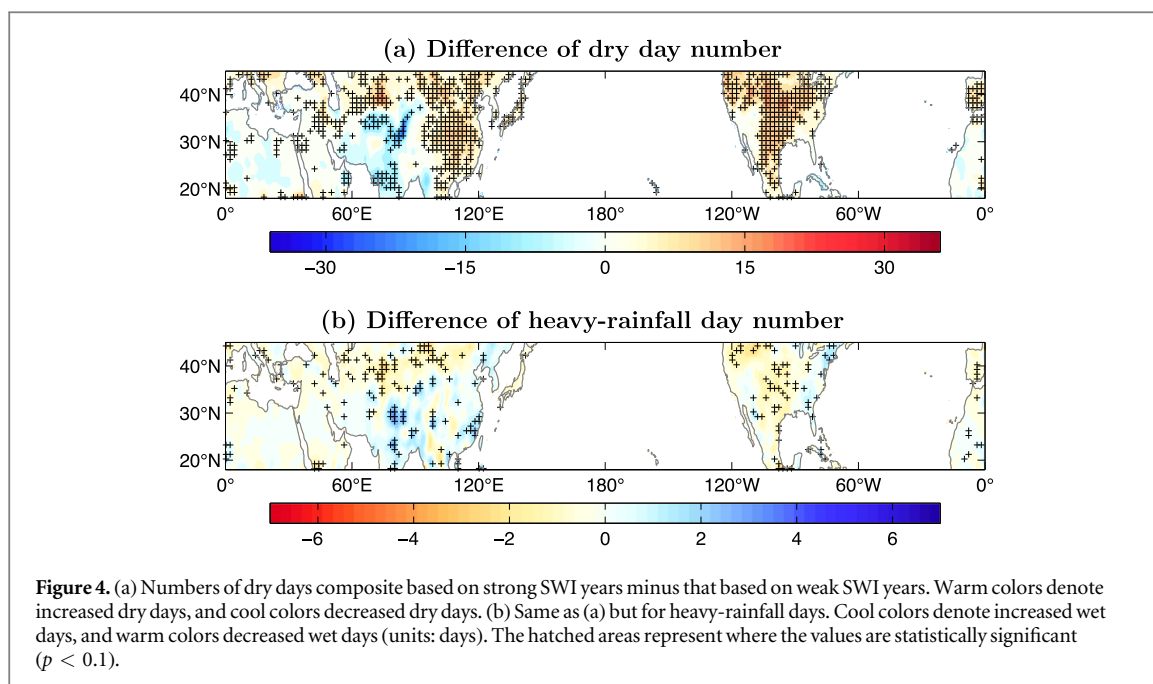 (a) Difference of dry day number
40°N
30°N
20°N
0° 60°E 120°E 180° 120°W 60°W 0°
−30 −15 0 15 30
(b) Difference of heavy-rainfall day number
40°N
30°N
20°N
0° 60°E 120°E 180° 120°W 60°W 0°
−6 −4 −2 0 2 4 6
Figure 4. (a) Numbers of dry days composite based on strong SWI years minus that based on weak SWI years. Warm colors denote
increased dry days, and cool colors decreased dry days. (b) Same as (a) but for heavy-rainfall days. Cool colors denote increased wet
days, and warm colors decreased wet days (units: days). The hatched areas represent where the values are statistically significant
(p < 0.1).